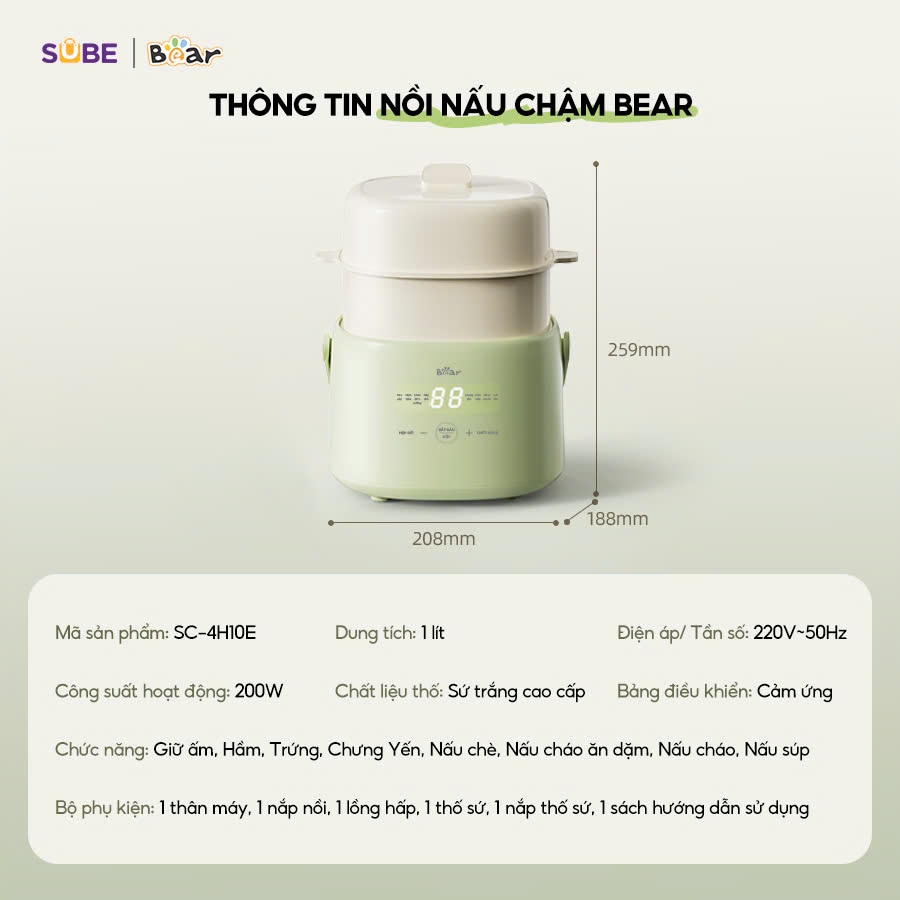 SUBE | Bear
THÔNG TIN NỒI NẤU CHẬM BEAR
259mm
Bear
88
188mm
208mm
Mã sản phẩm: SC-4H10E
Dung tích: 1 lít
Điện áp/ Tần số: 220V~50Hz
Công suất hoạt động: 200W
Chất liệu thố: Sứ trắng cao cấp
Bảng điều khiển: Cảm ứng
Chức năng: Giữ ấm, Hầm, Trứng, Chưng Yến, Nấu chè, Nấu cháo ăn dặm, Nấu cháo, Nấu súp
Bộ phụ kiện: 1 thân máy, 1 nắp nồi, 1 lồng hấp, 1 thố sứ, 1 nắp thố sứ, 1 sách hướng dẫn sử dụng